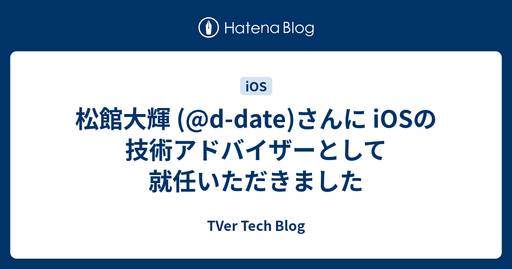 Hatena Blog
iOS
松館大輝 (@d-date)さんに iOSの
技術アドバイザーとして
就任いただきました
TVer Tech Blog